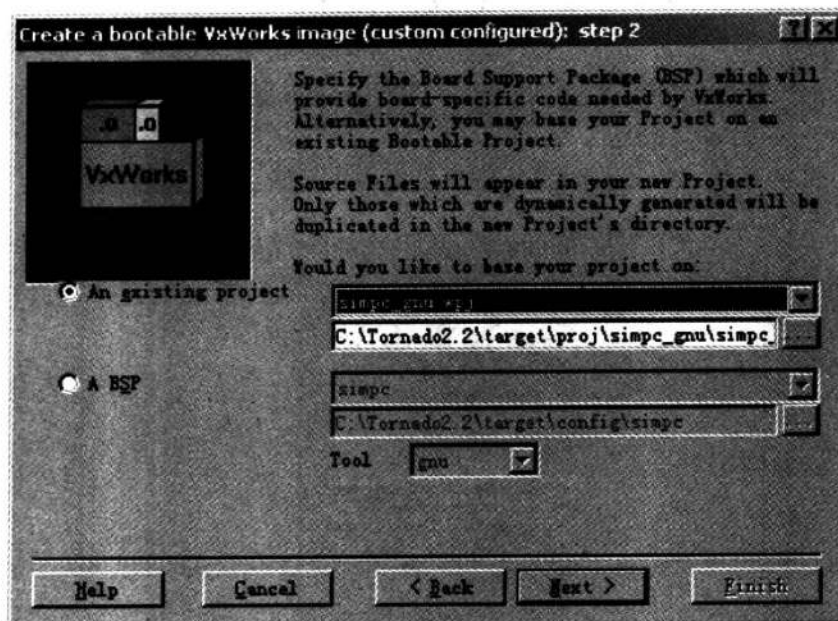 Create a bootable VxWorks image (custom configured): step 2
.o .o
VxWorks
Specify the Board Support Package (BSP) which will
provide board-specific code needed by VxWorks.
Alternatively, you may base your Project on an
existing Bootable Project.
Source Files will appear in your new Project.
Only those which are dynamically generated will be
duplicated in the new Project's directory.
Would you like to base your project on:
An existing project
simpc_gnu.wpj
C:\Tornado2.2\target\proj\simpc_gnu\simpc_
...
A BSP
simpc
C:\Tornado2.2\target\config\simpc
...
Tool gnu
Help Cancel < Back Next > Finish